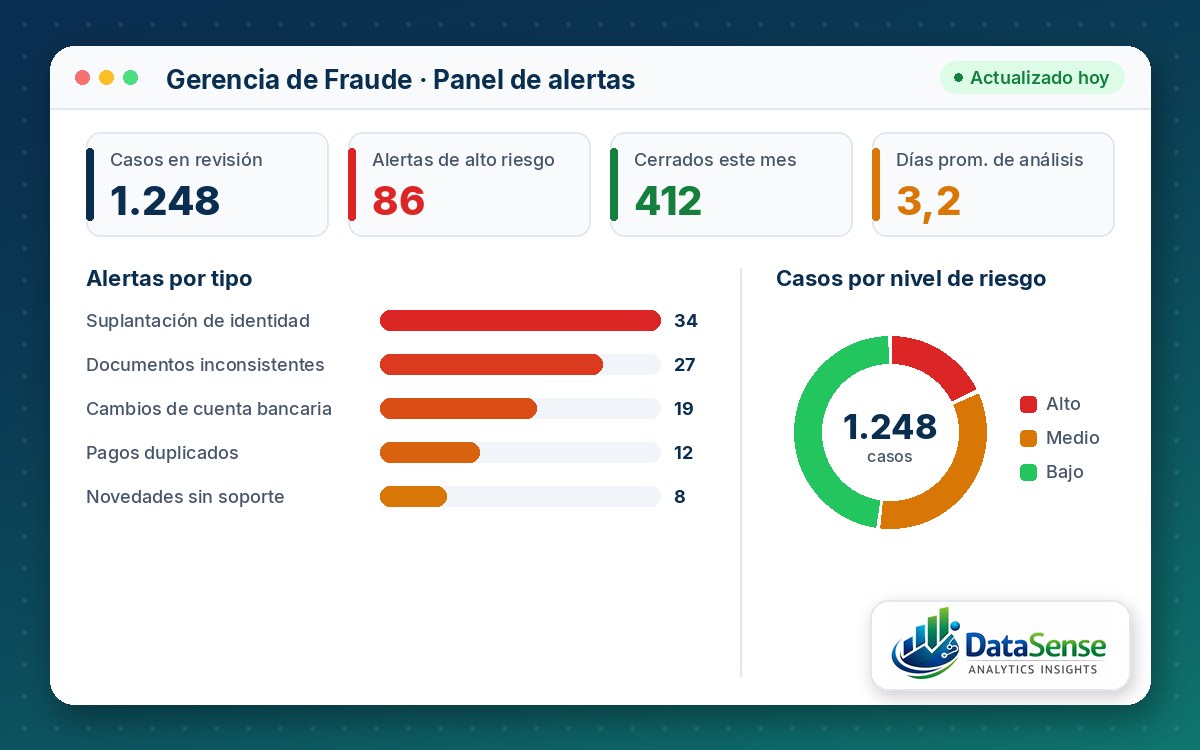 Gerencia de Fraude · Panel de alertas
Actualizado hoy
Casos en revisión
1.248
Alertas de alto riesgo
86
Cerrados este mes
412
Días prom. de análisis
3,2
Alertas por tipo
Suplantación de identidad 34
Documentos inconsistentes 27
Cambios de cuenta bancaria 19
Pagos duplicados 12
Novedades sin soporte 8
Casos por nivel de riesgo
1.248
casos
Alto
Medio
Bajo
DataSense
ANALYTICS INSIGHTS